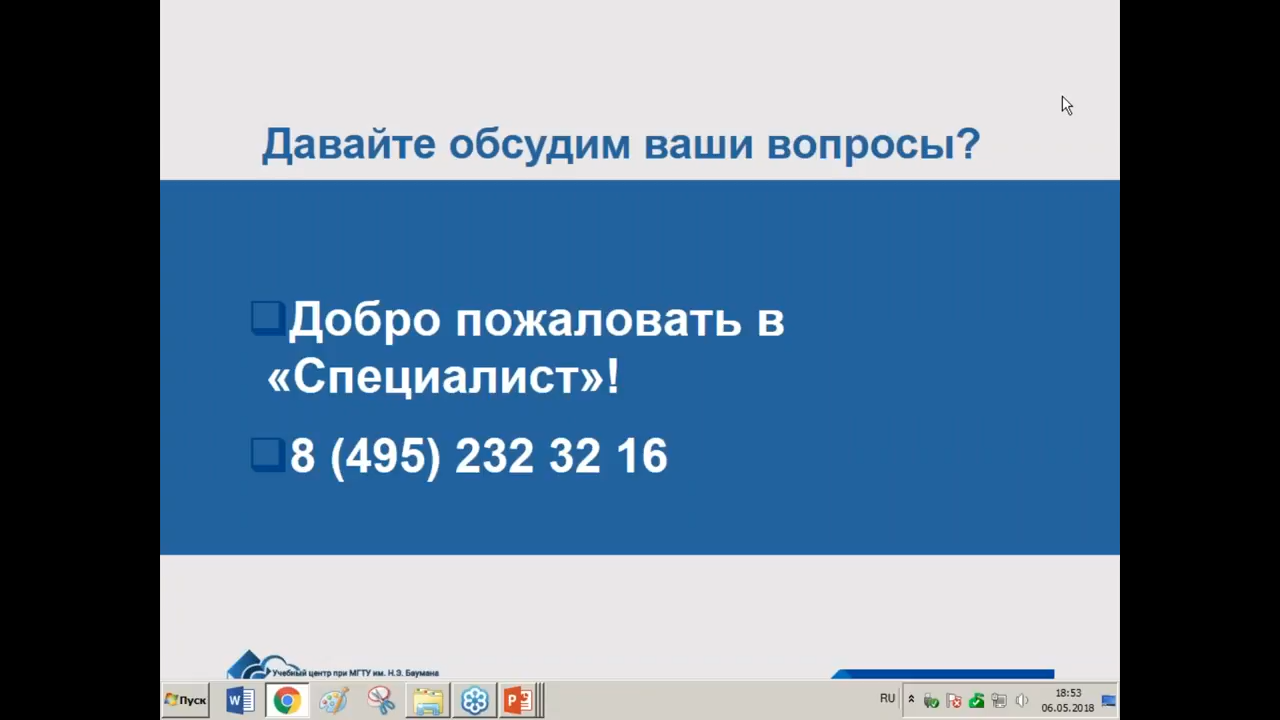 Давайте обсудим ваши вопросы?
Добро пожаловать в
«Специалист»!
8 (495) 232 32 16
Учебный центр при МГТУ им. Н.Э. Баумана
Пуск
RU
18:53
06.05.2018